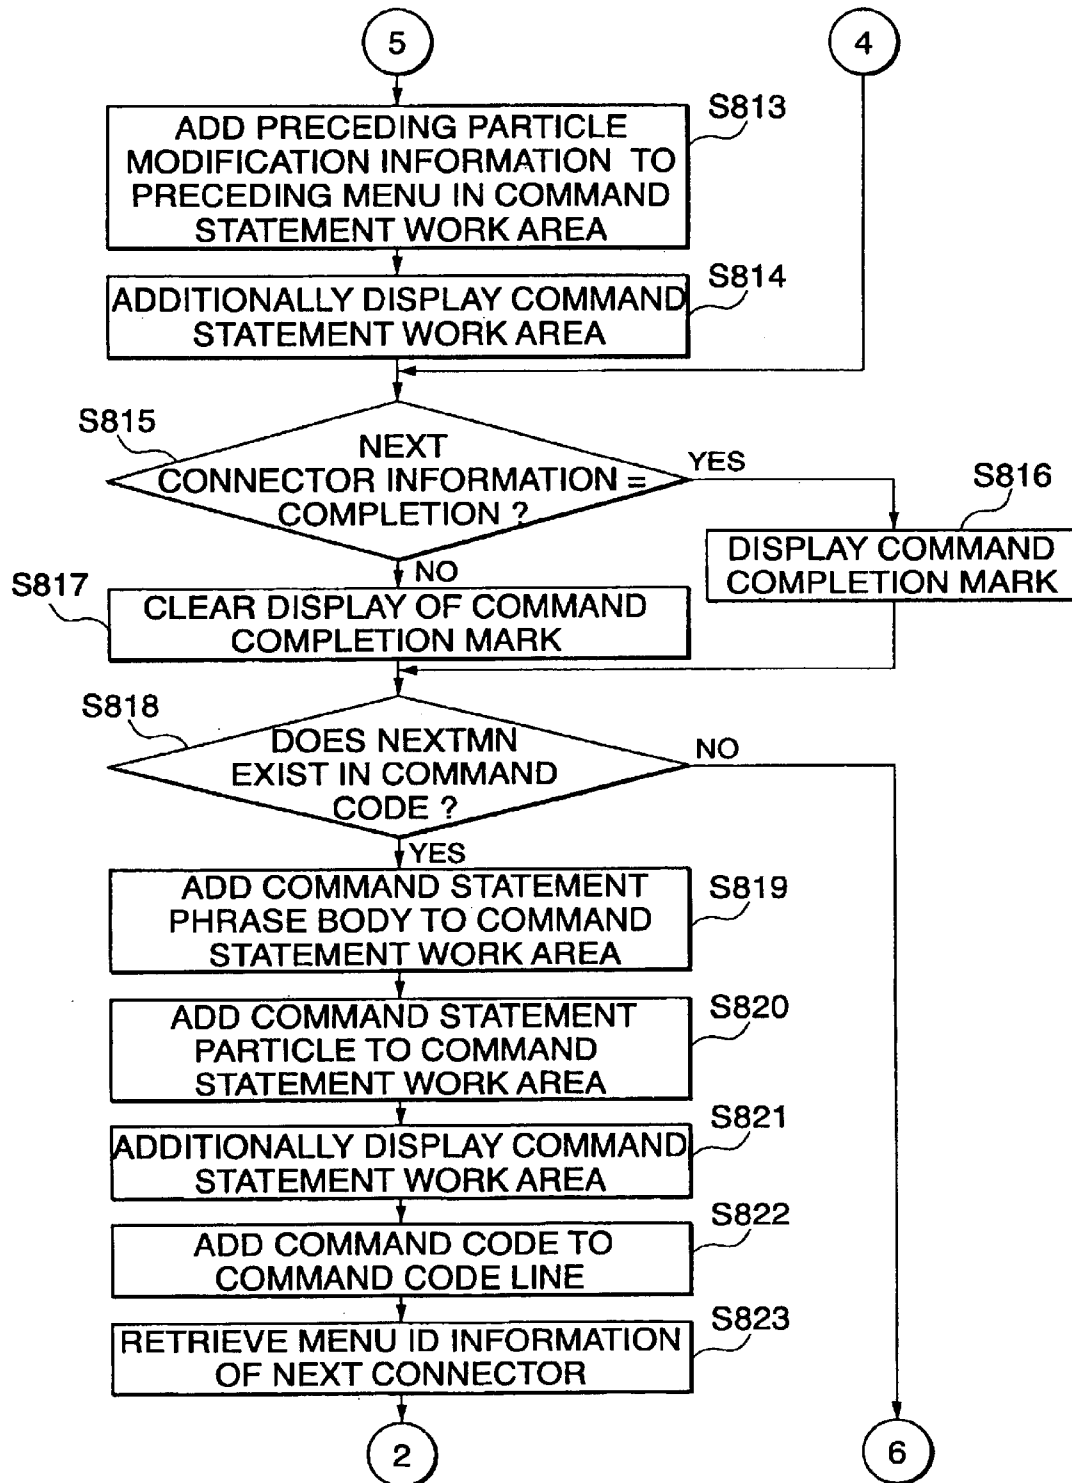 5
4
S813
ADD PRECEDING PARTICLE
MODIFICATION INFORMATION TO
PRECEDING MENU IN COMMAND
STATEMENT WORK AREA
S814
ADDITIONALLY DISPLAY COMMAND
STATEMENT WORK AREA
S815
NEXT
CONNECTOR INFORMATION =
COMPLETION ?
YES
S816
DISPLAY COMMAND
COMPLETION MARK
NO
S817
CLEAR DISPLAY OF COMMAND
COMPLETION MARK
S818
DOES NEXTMN
EXIST IN COMMAND
CODE ?
NO
YES
S819
ADD COMMAND STATEMENT
PHRASE BODY TO COMMAND
STATEMENT WORK AREA
S820
ADD COMMAND STATEMENT
PARTICLE TO COMMAND
STATEMENT WORK AREA
S821
ADDITIONALLY DISPLAY COMMAND
STATEMENT WORK AREA
S822
ADD COMMAND CODE TO
COMMAND CODE LINE
S823
RETRIEVE MENU ID INFORMATION
OF NEXT CONNECTOR
2
6